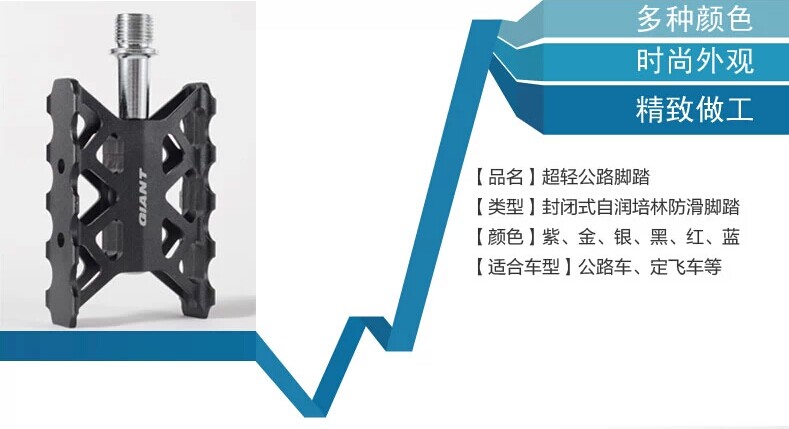 多种颜色
时尚外观
精致做工
GIANT
【品名】超轻公路脚踏
【类型】封闭式自润培林防滑脚踏
【颜色】紫、金、银、黑、红、蓝
【适合车型】公路车、定飞车等